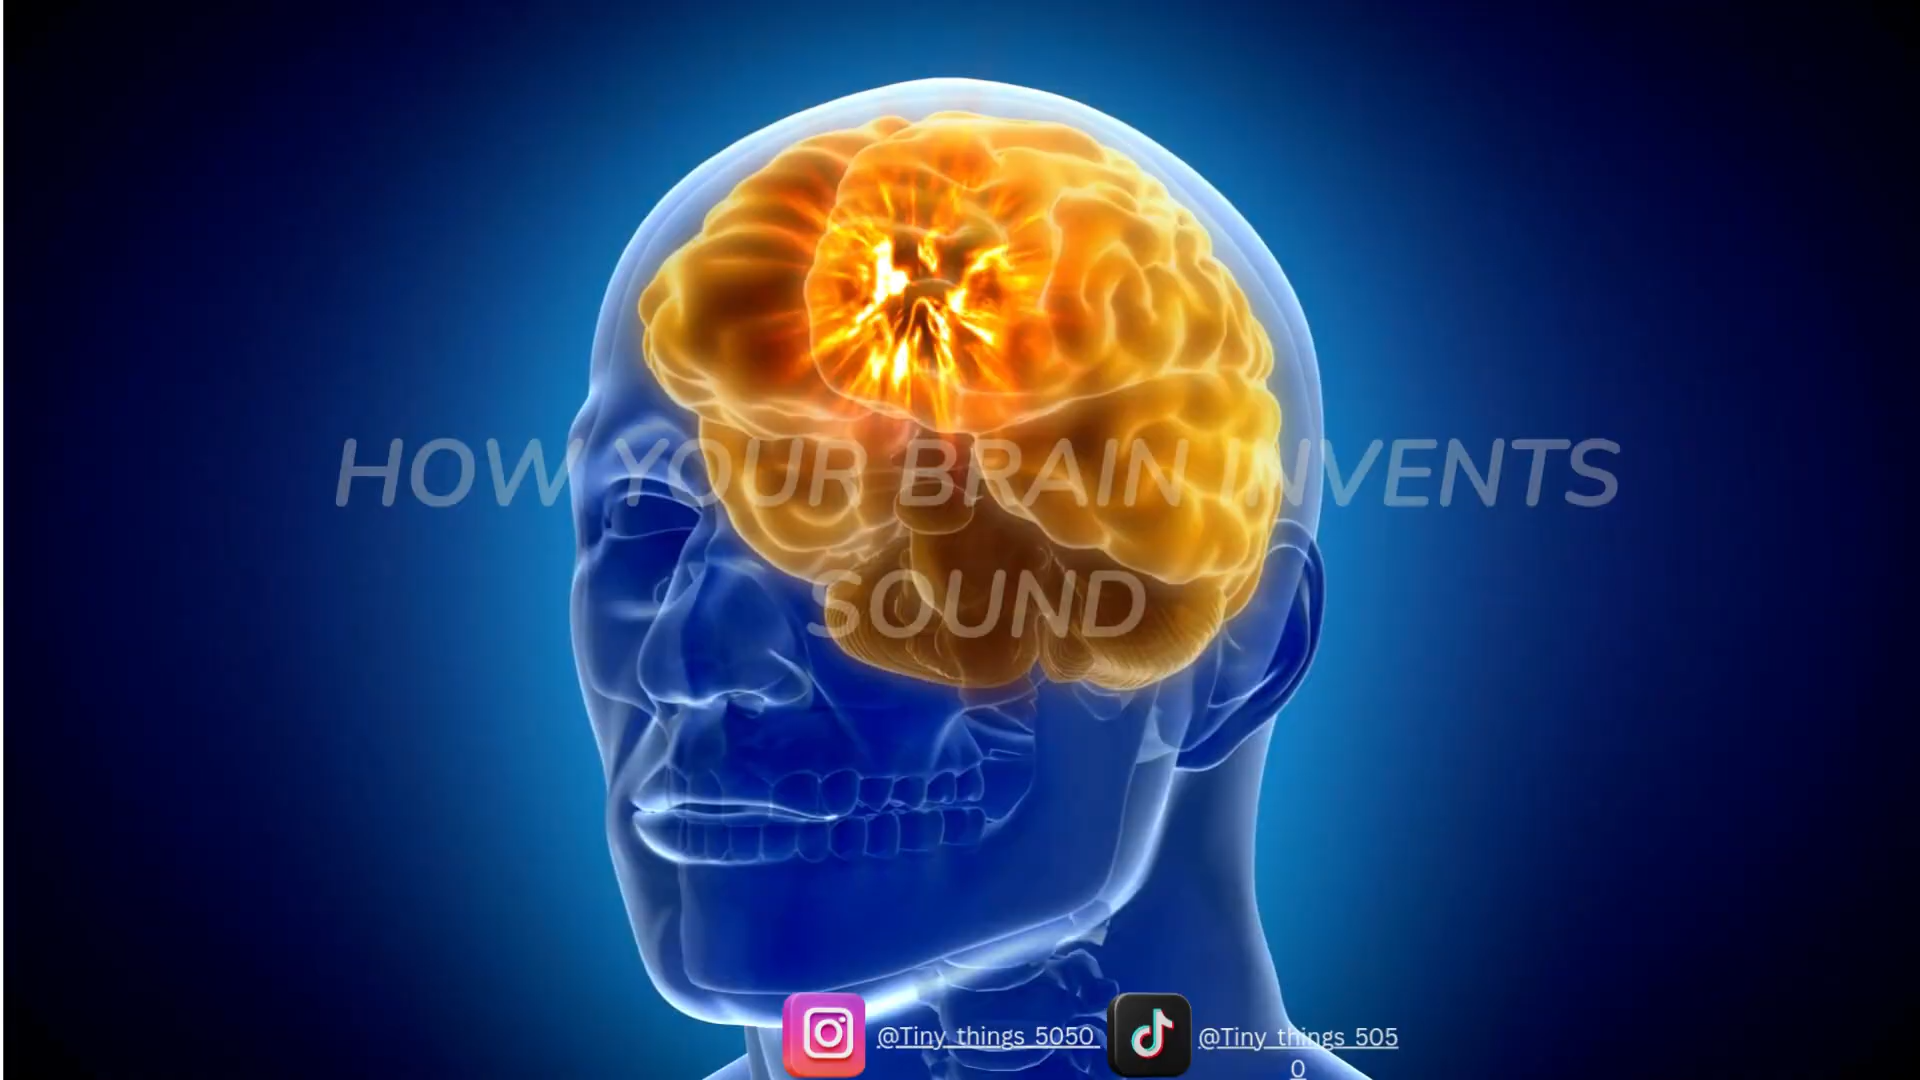 HOW YOUR BRAIN INVENTS
SOUND
@Tiny_things_5050
@Tiny_things_505
0